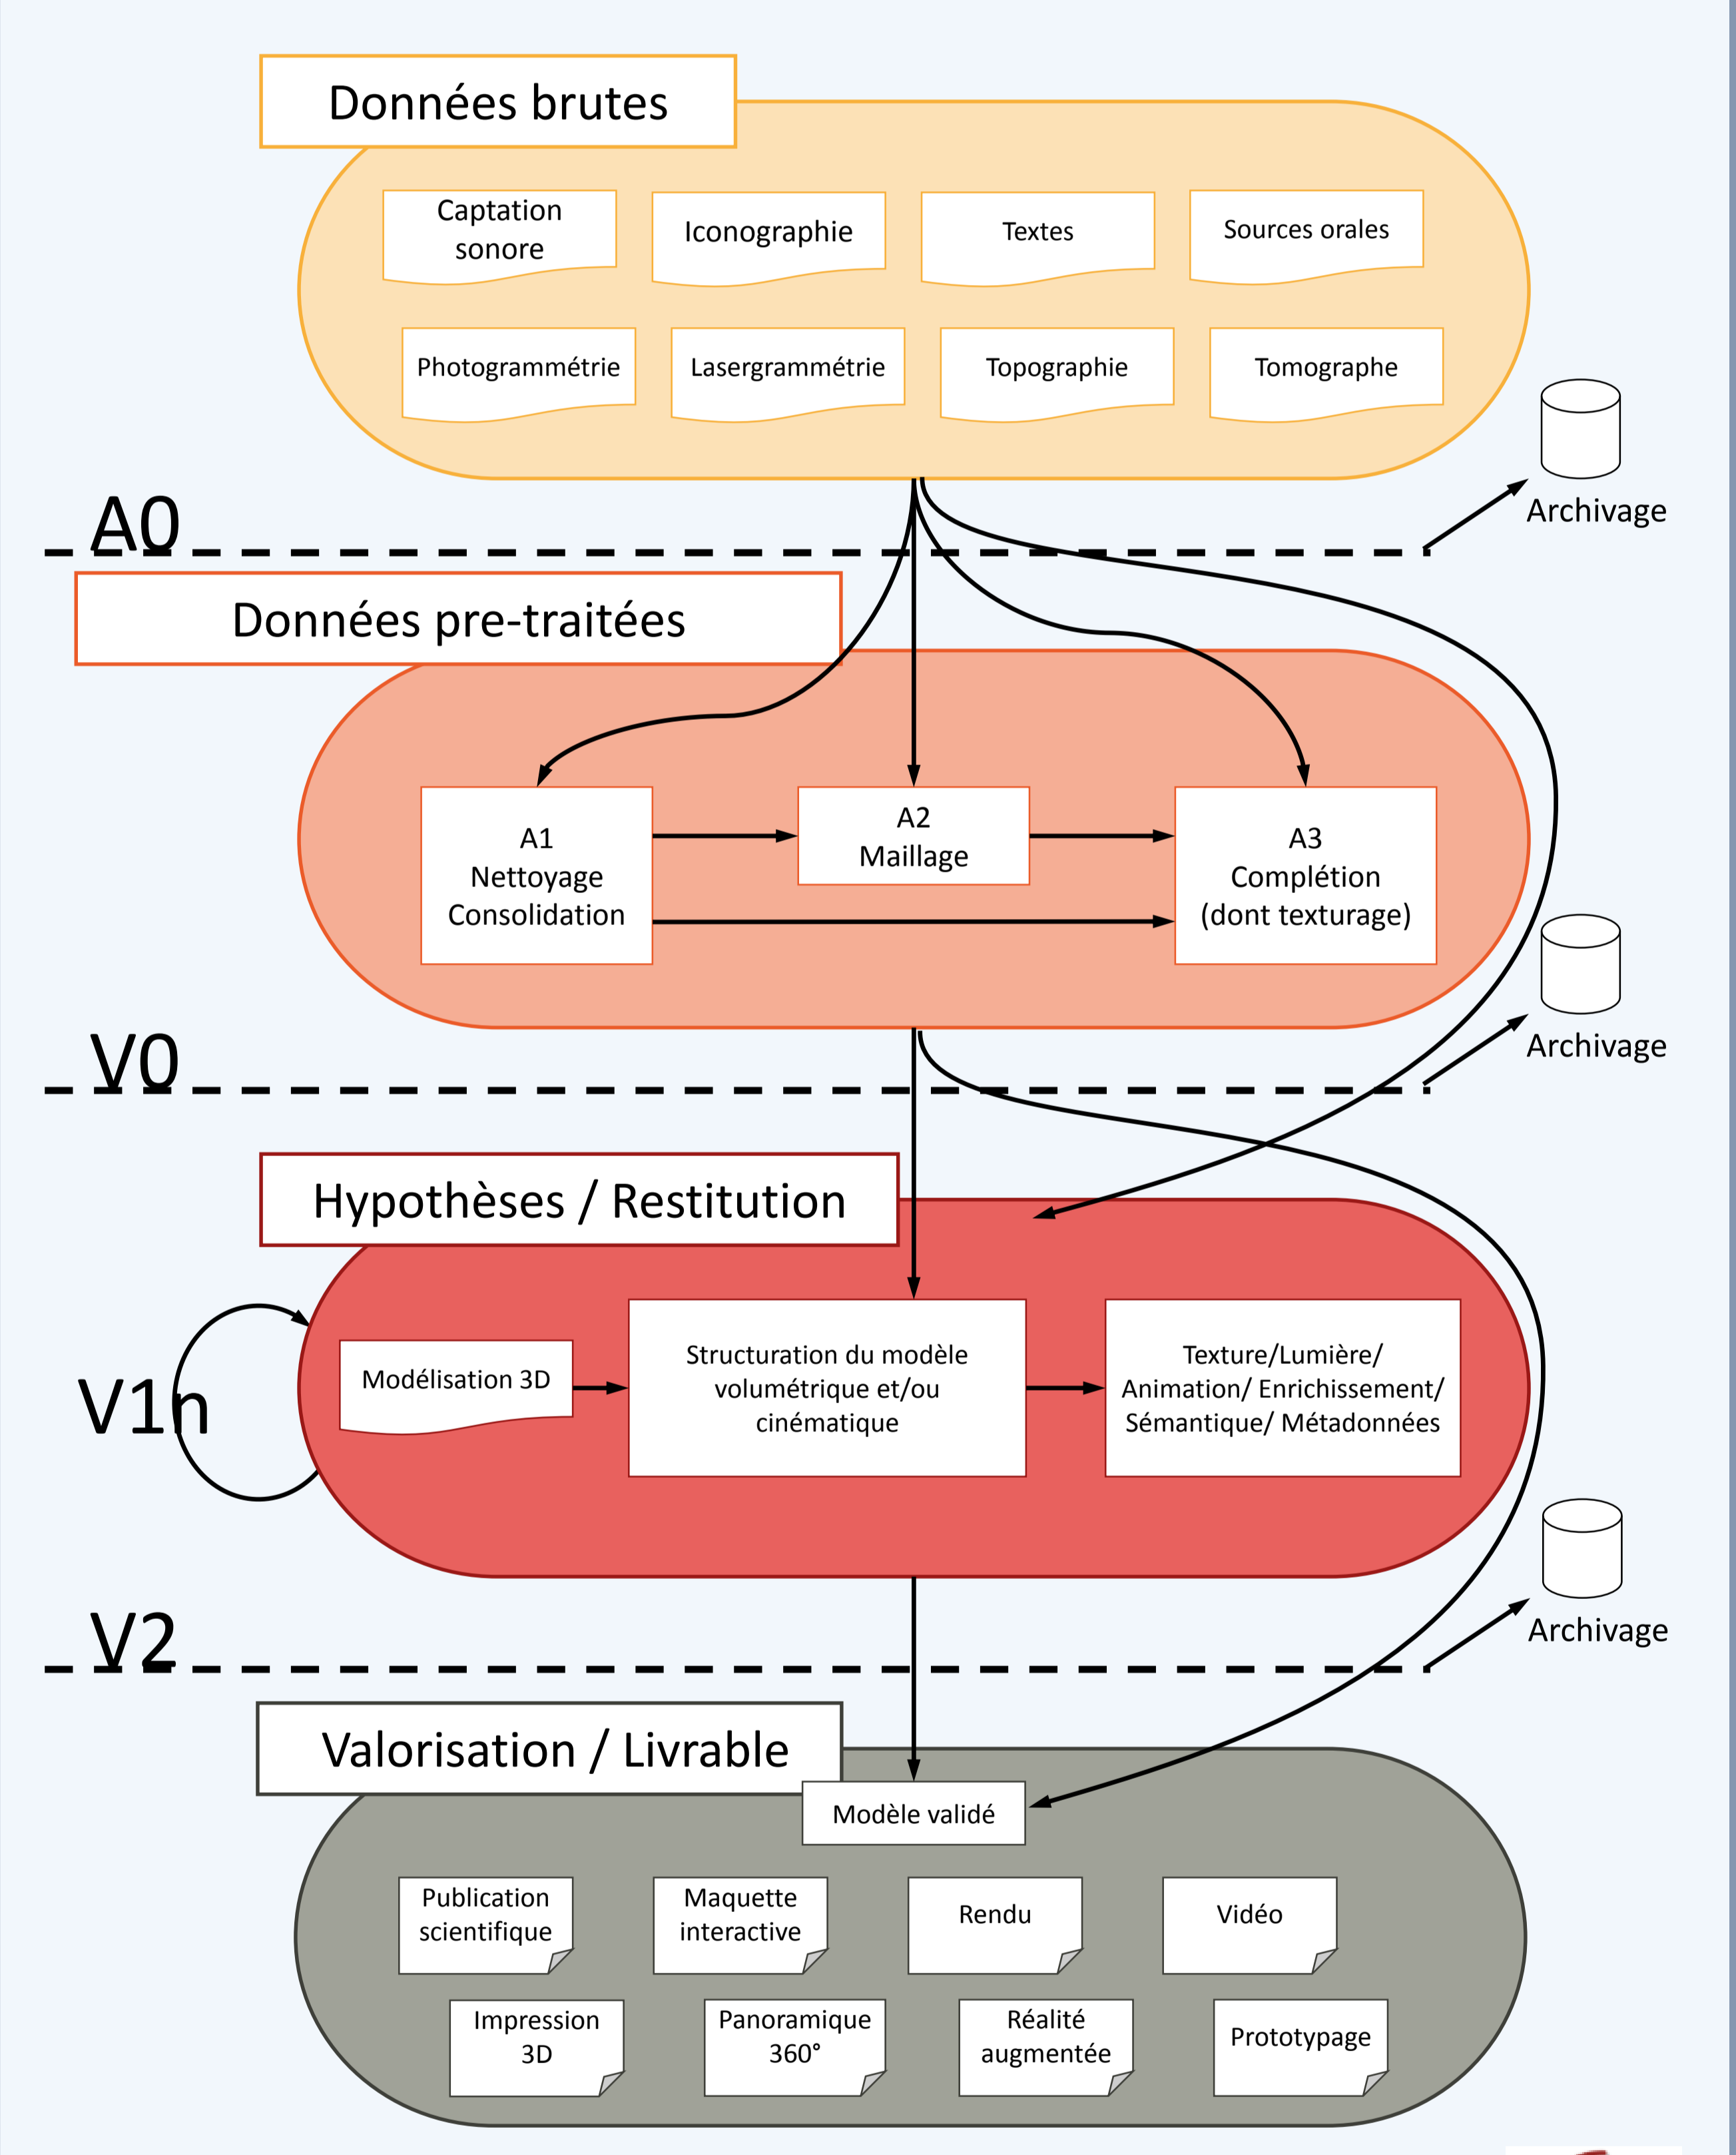 Données brutes
Captation
sonore
Iconographie
Textes
Sources orales
Photogrammétrie
Lasergrammétrie
Topographie
Tomographe
Archivage
A0
Données pre-traitées
A1
Nettoyage
Consolidation
A2
Maillage
A3
Complétion
(dont texturage)
Archivage
V0
Hypothèses / Restitution
Modélisation 3D
Structuration du modèle
volumétrique et/ou
cinématique
Texture/Lumière/
Animation/ Enrichissement/
Sémantique/ Métadonnées
V1n
Archivage
V2
Valorisation / Livrable
Modèle validé
Publication
scientifique
Maquette
interactive
Rendu
Vidéo
Impression
3D
Panoramique
360°
Réalité
augmentée
Prototypage